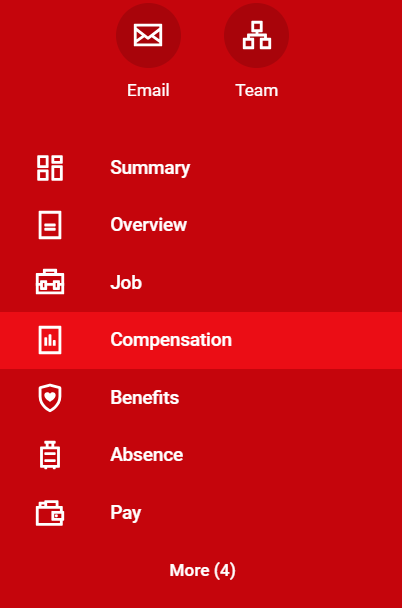 Email
Team
Summary
Overview
Job
Compensation
Benefits
Absence
Pay
More (4)